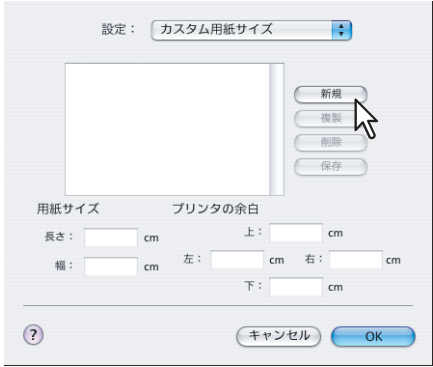 設定： カスタム用紙サイズ
新規
複製
削除
保存
用紙サイズ プリンタの余白
長さ： cm
幅： cm
上： cm
左： cm 右： cm
下： cm
? キャンセル OK